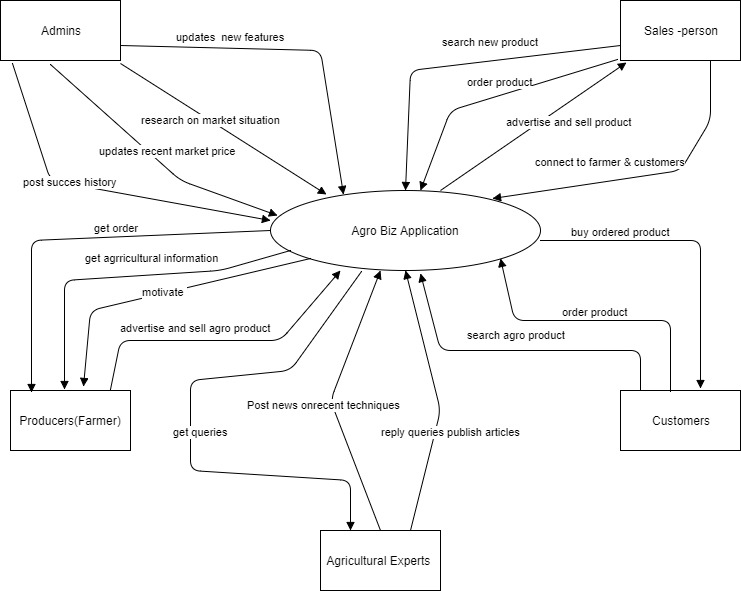 Admins
Sales -person
updates  new features
search new product
order product
research on market situation
advertise and sell product
updates recent market price
connect to farmer & customers
post succes history
get order
Agro Biz Application
buy ordered product
get agrricultural information
motivate
order product
advertise and sell agro product
search agro product
Post news onrecent techniques
Producers(Farmer)
get queries
reply queries publish articles
Customers
Agricultural Experts